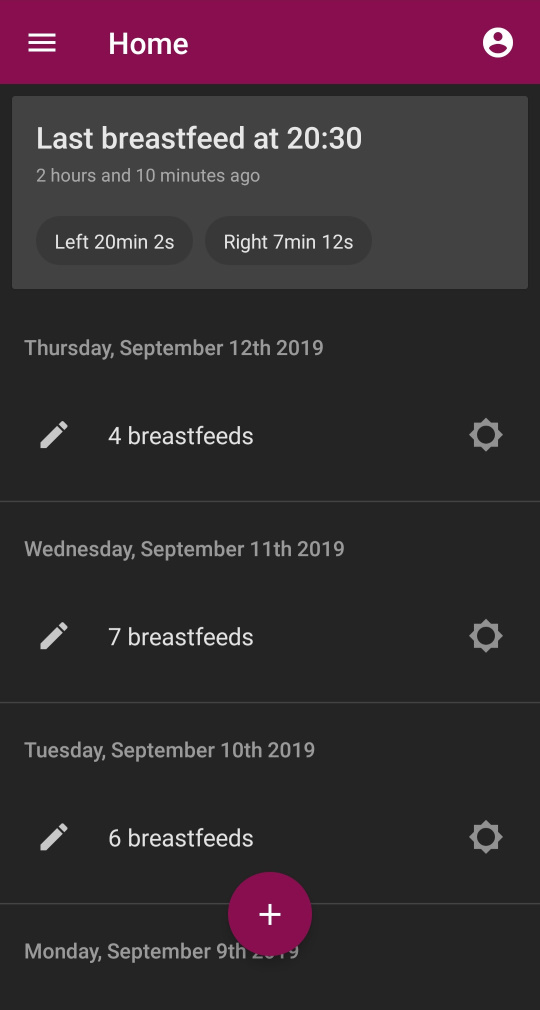 Home
Last breastfeed at 20:30
2 hours and 10 minutes ago
Left 20min 2s
Right 7min 12s
Thursday, September 12th 2019
4 breastfeeds
Wednesday, September 11th 2019
7 breastfeeds
Tuesday, September 10th 2019
6 breastfeeds
+
Monday, September 9th 2019